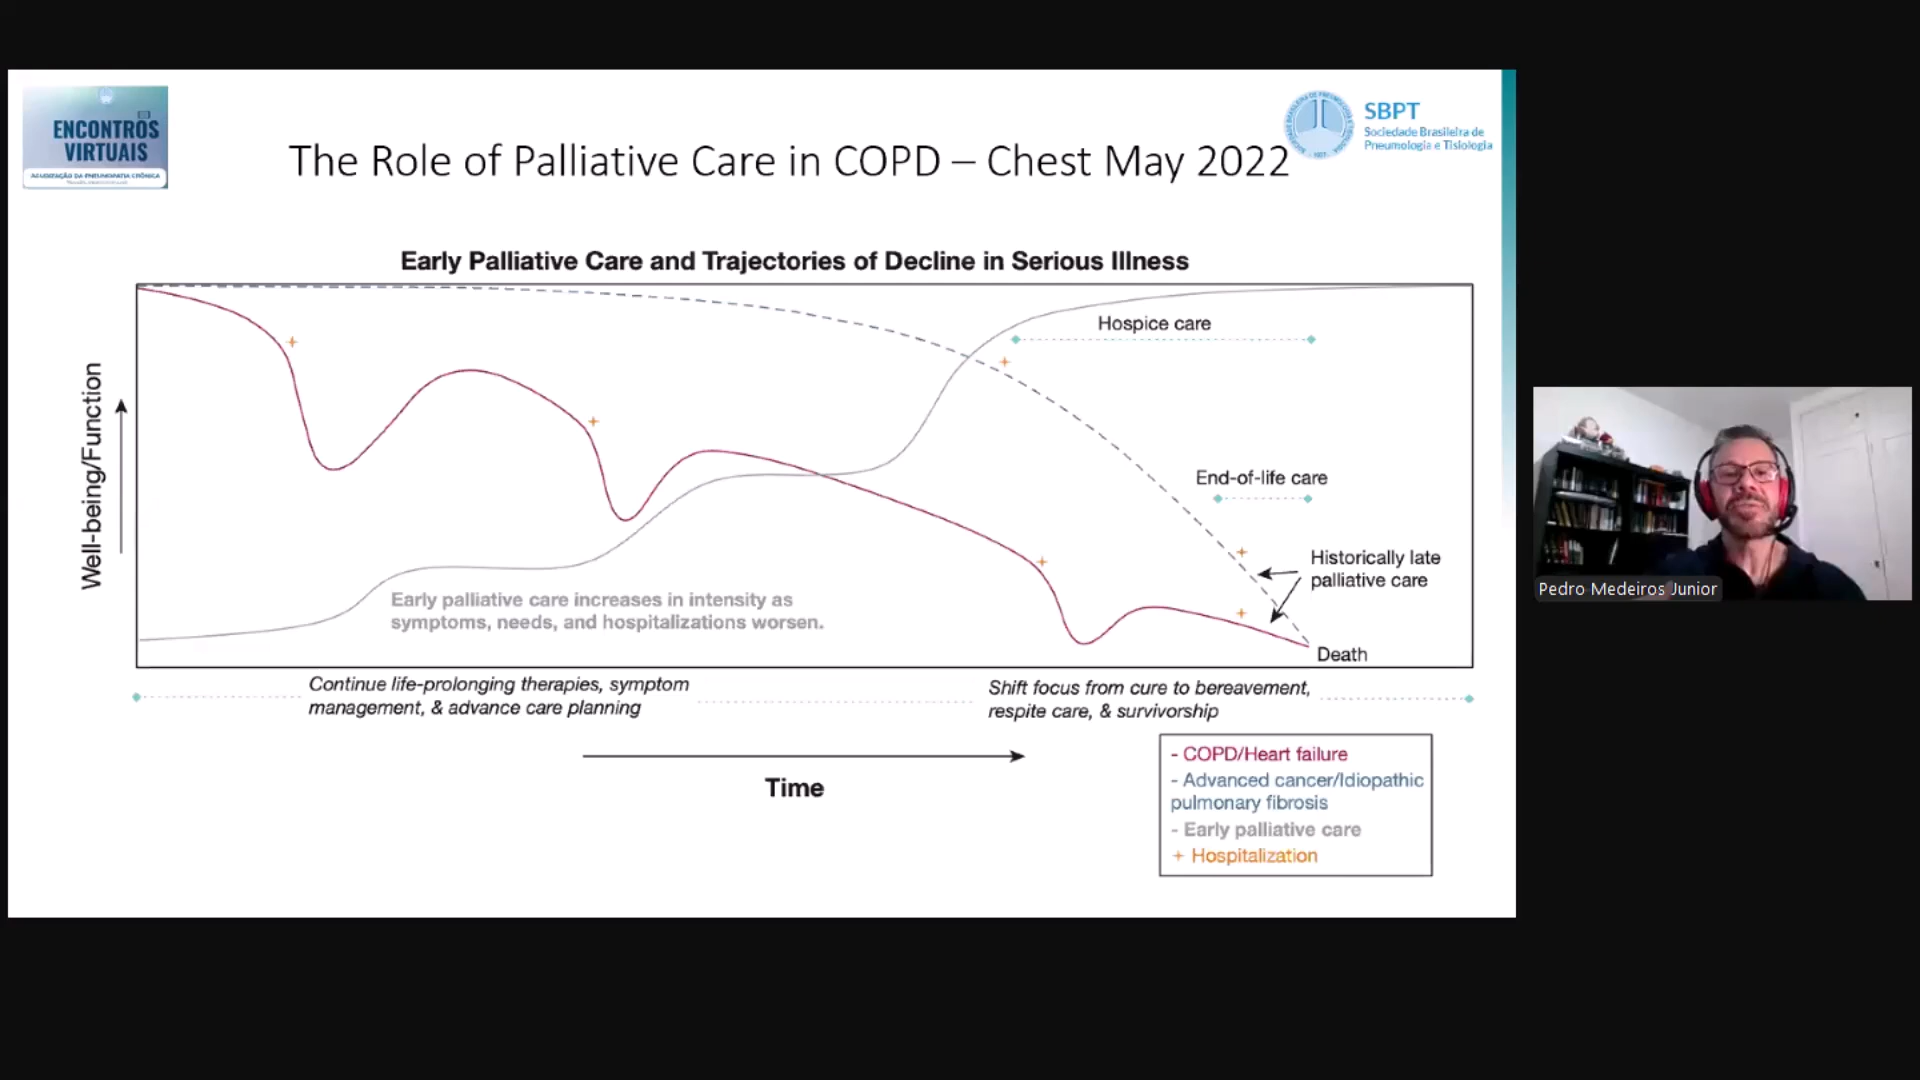 ENCONTROS
VIRTUAIS
AGUDIZAÇÃO DA PNEUMOPATIA CRÔNICA
SBPT
Sociedade Brasileira de
Pneumologia e Tisiologia
The Role of Palliative Care in COPD – Chest May 2022
Early Palliative Care and Trajectories of Decline in Serious Illness
Well-being/Function
Hospice care
End-of-life care
Historically late
palliative care
Early palliative care increases in intensity as
symptoms, needs, and hospitalizations worsen.
Death
Continue life-prolonging therapies, symptom
management, & advance care planning
Shift focus from cure to bereavement,
respite care, & survivorship
Time
- COPD/Heart failure
- Advanced cancer/Idiopathic
pulmonary fibrosis
- Early palliative care
+ Hospitalization
Pedro Medeiros Junior